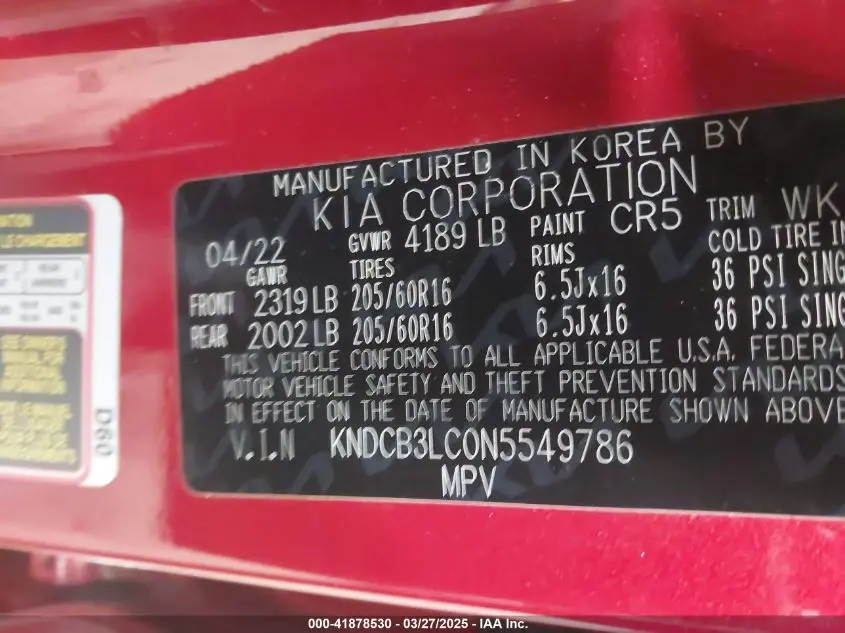 MANUFACTURED IN KOREA BY
KIA CORPORATION
04/22 GVWR 4189 LB PAINT CR5 TRIM WK
GAWR TIRES RIMS COLD TIRE IN
FRONT 2319 LB 205/60R16 6.5Jx16 36 PSI SING
REAR 2002 LB 205/60R16 6.5Jx16 36 PSI SING
THIS VEHICLE CONFORMS TO ALL APPLICABLE U.S.A. FEDERA
MOTOR VEHICLE SAFETY AND THEFT PREVENTION STANDARDS
IN EFFECT ON THE DATE OF MANUFACTURE SHOWN ABOVE
V.I.N KNDCB3LC0N5549786
MPV
LE CHARGEMENT
D60
000-41878530 - 03/27/2025 - IAA Inc.